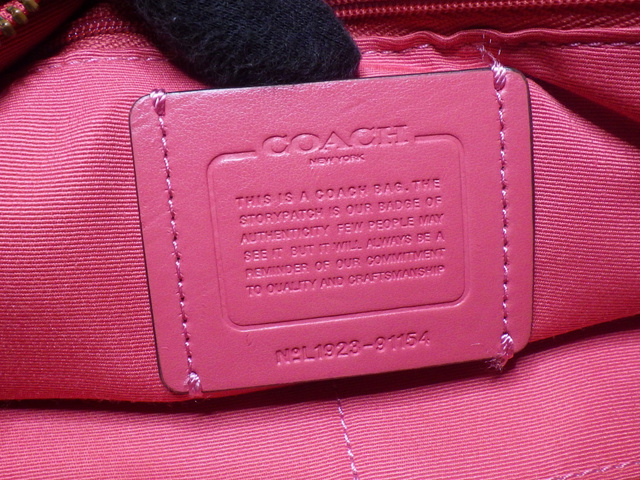 COACH
NEW YORK
THIS IS A COACH BAG. THE
STORYPATCH IS OUR BADGE OF
AUTHENTICITY FEW PEOPLE MAY
SEE IT BUT IT WILL ALWAYS BE A
REMINDER OF OUR COMMITMENT
TO QUALITY AND CRAFTSMANSHIP
Nº L1923-91154